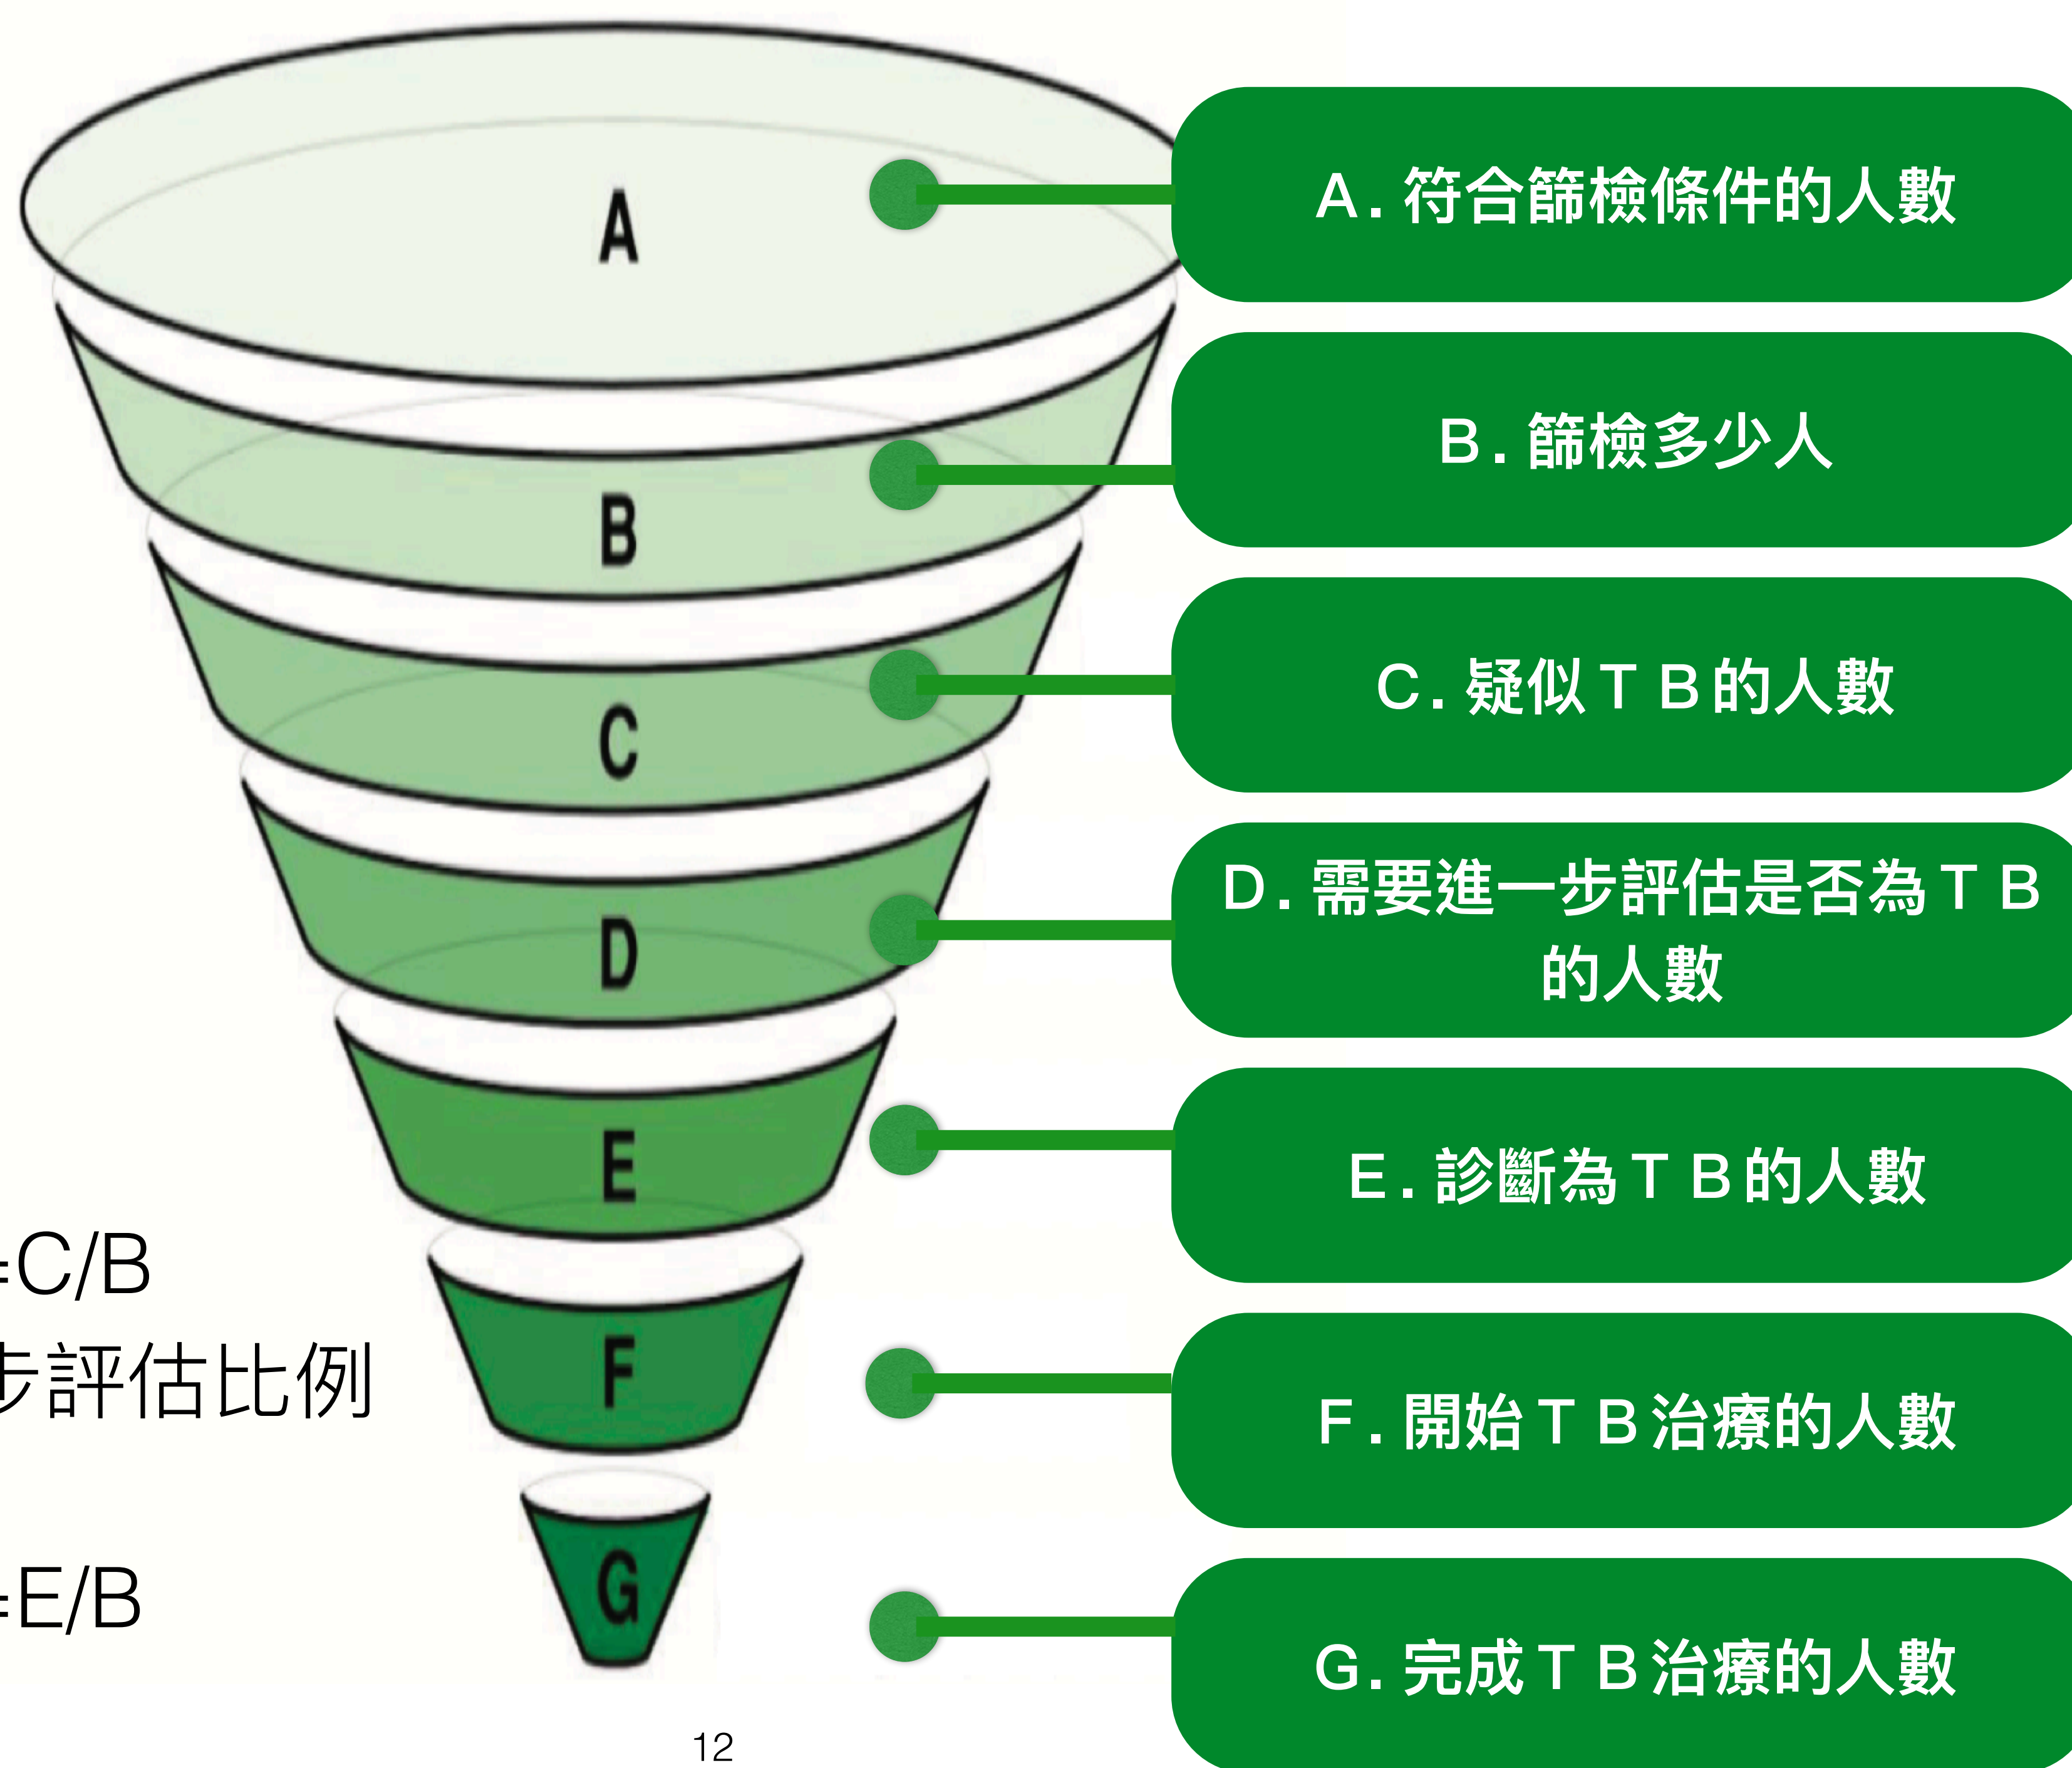 A
B
C
D
E
F
G
A. 符合篩檢條件的人數
B. 篩檢多少人
C. 疑似ＴＢ的人數
D. 需要進一步評估是否為ＴＢ
的人數
E. 診斷為ＴＢ的人數
F. 開始ＴＢ治療的人數
G. 完成ＴＢ治療的人數
=C/B
步評估比例
=E/B
12